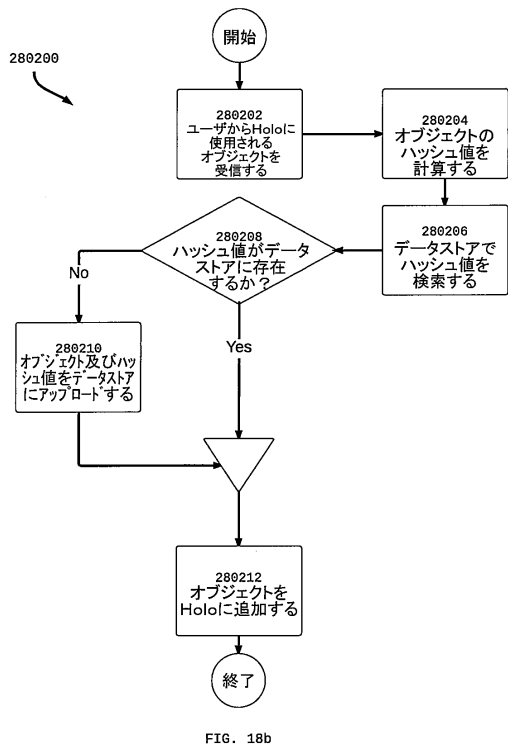 開始
280200
280202
ユーザからHoloに
使用される
オブジェクトを
受信する
280204
オブジェクトの
ハッシュ値を
計算する
280206
データストアで
ハッシュ値を
検索する
280208
ハッシュ値がデータ
ストアに存在
するか?
No
Yes
280210
オブジェクト及びハッ
シュ値をデータストア
にアップロードする
280212
オブジェクトを
Holoに追加する
終了
FIG. 18b